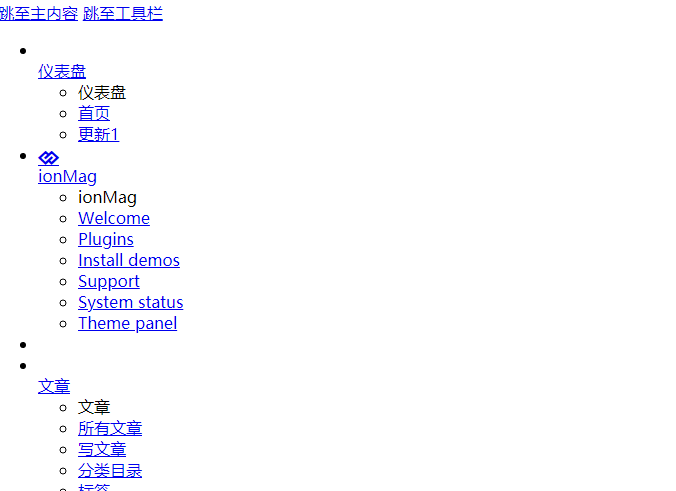 跳至主内容 跳至工具栏
仪表盘
仪表盘
首页
更新1
ionMag
ionMag
Welcome
Plugins
Install demos
Support
System status
Theme panel
文章
文章
所有文章
写文章
分类目录
标签